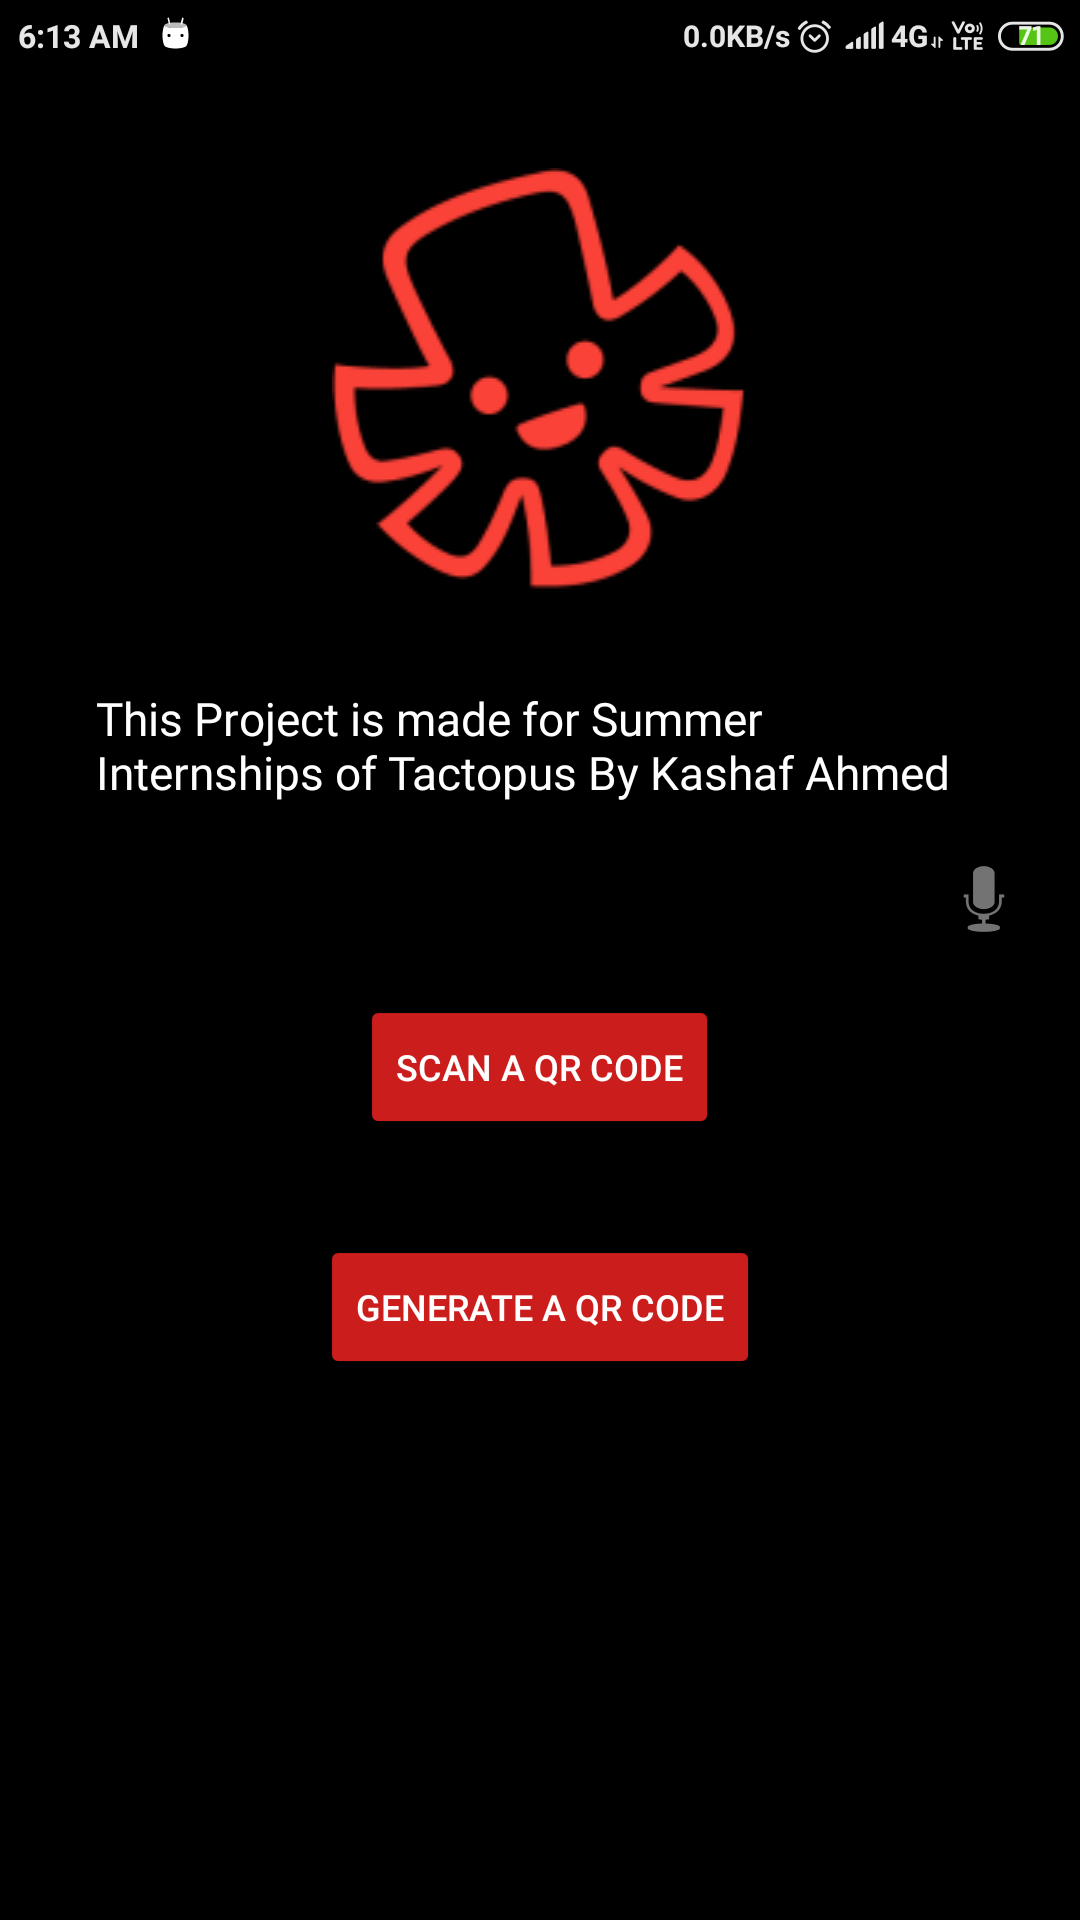 6:13 AM 0.0KB/s 4G Vo LTE 71
This Project is made for Summer
Internships of Tactopus By Kashaf Ahmed
SCAN A QR CODE
GENERATE A QR CODE